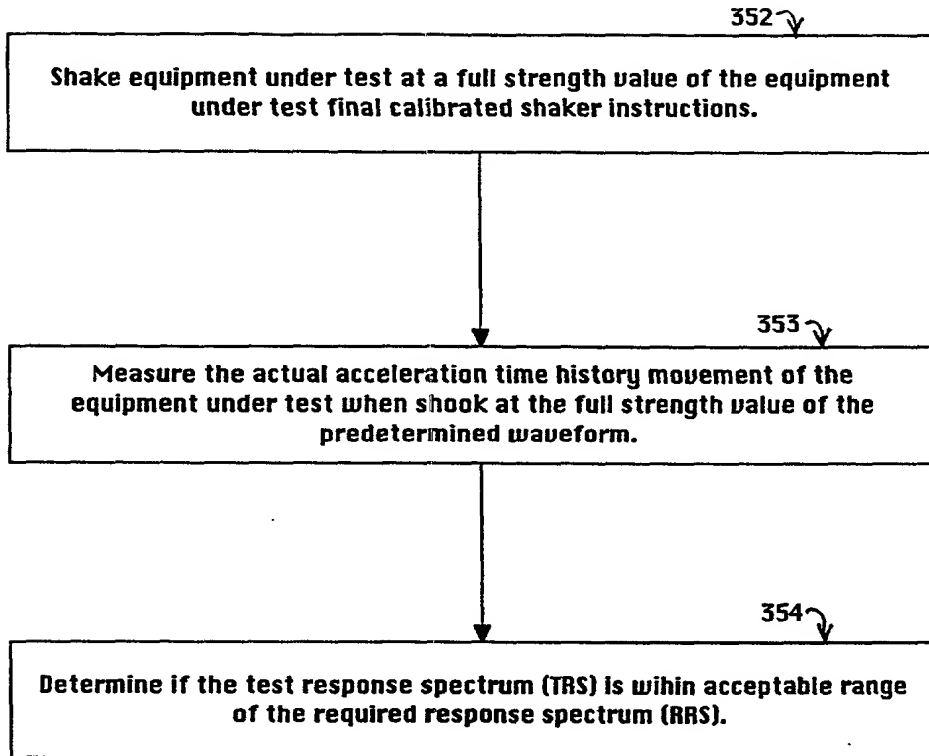 352
Shake equipment under test at a full strength value of the equipment
under test final calibrated shaker instructions.
353
Measure the actual acceleration time history movement of the
equipment under test when shook at the full strength value of the
predetermined waveform.
354
Determine if the test response spectrum (TRS) is wihin acceptable range
of the required response spectrum (RRS).